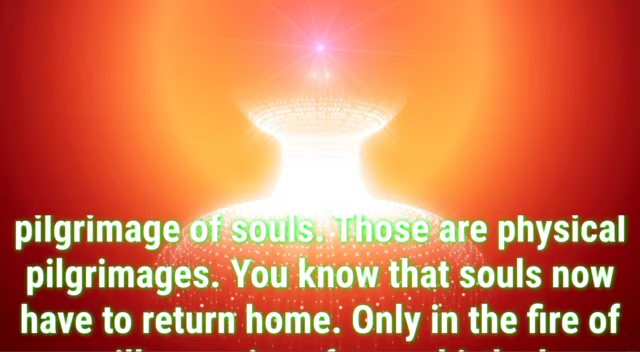 pilgrimage of souls. Those are physical
pilgrimages. You know that souls now
have to return home. Only in the fire of